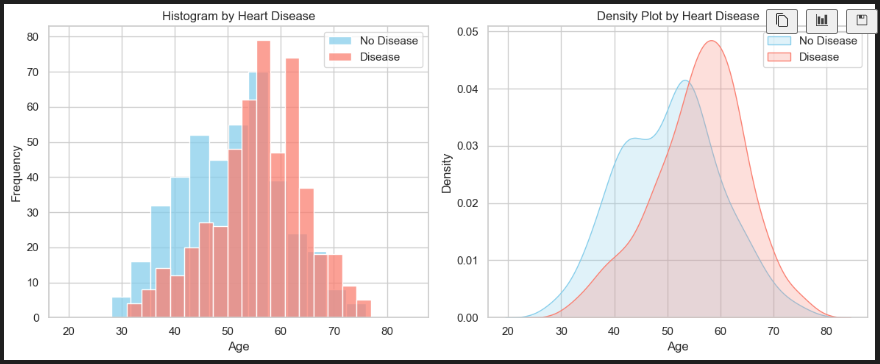 Histogram by Heart Disease
No Disease
Disease
80
70
60
50
40
30
20
10
0
Frequency
20 30 40 50 60 70 80
Age
Density Plot by Heart Disease
No Disease
Disease
0.05
0.04
0.03
0.02
0.01
0.00
Density
20 30 40 50 60 70 80
Age